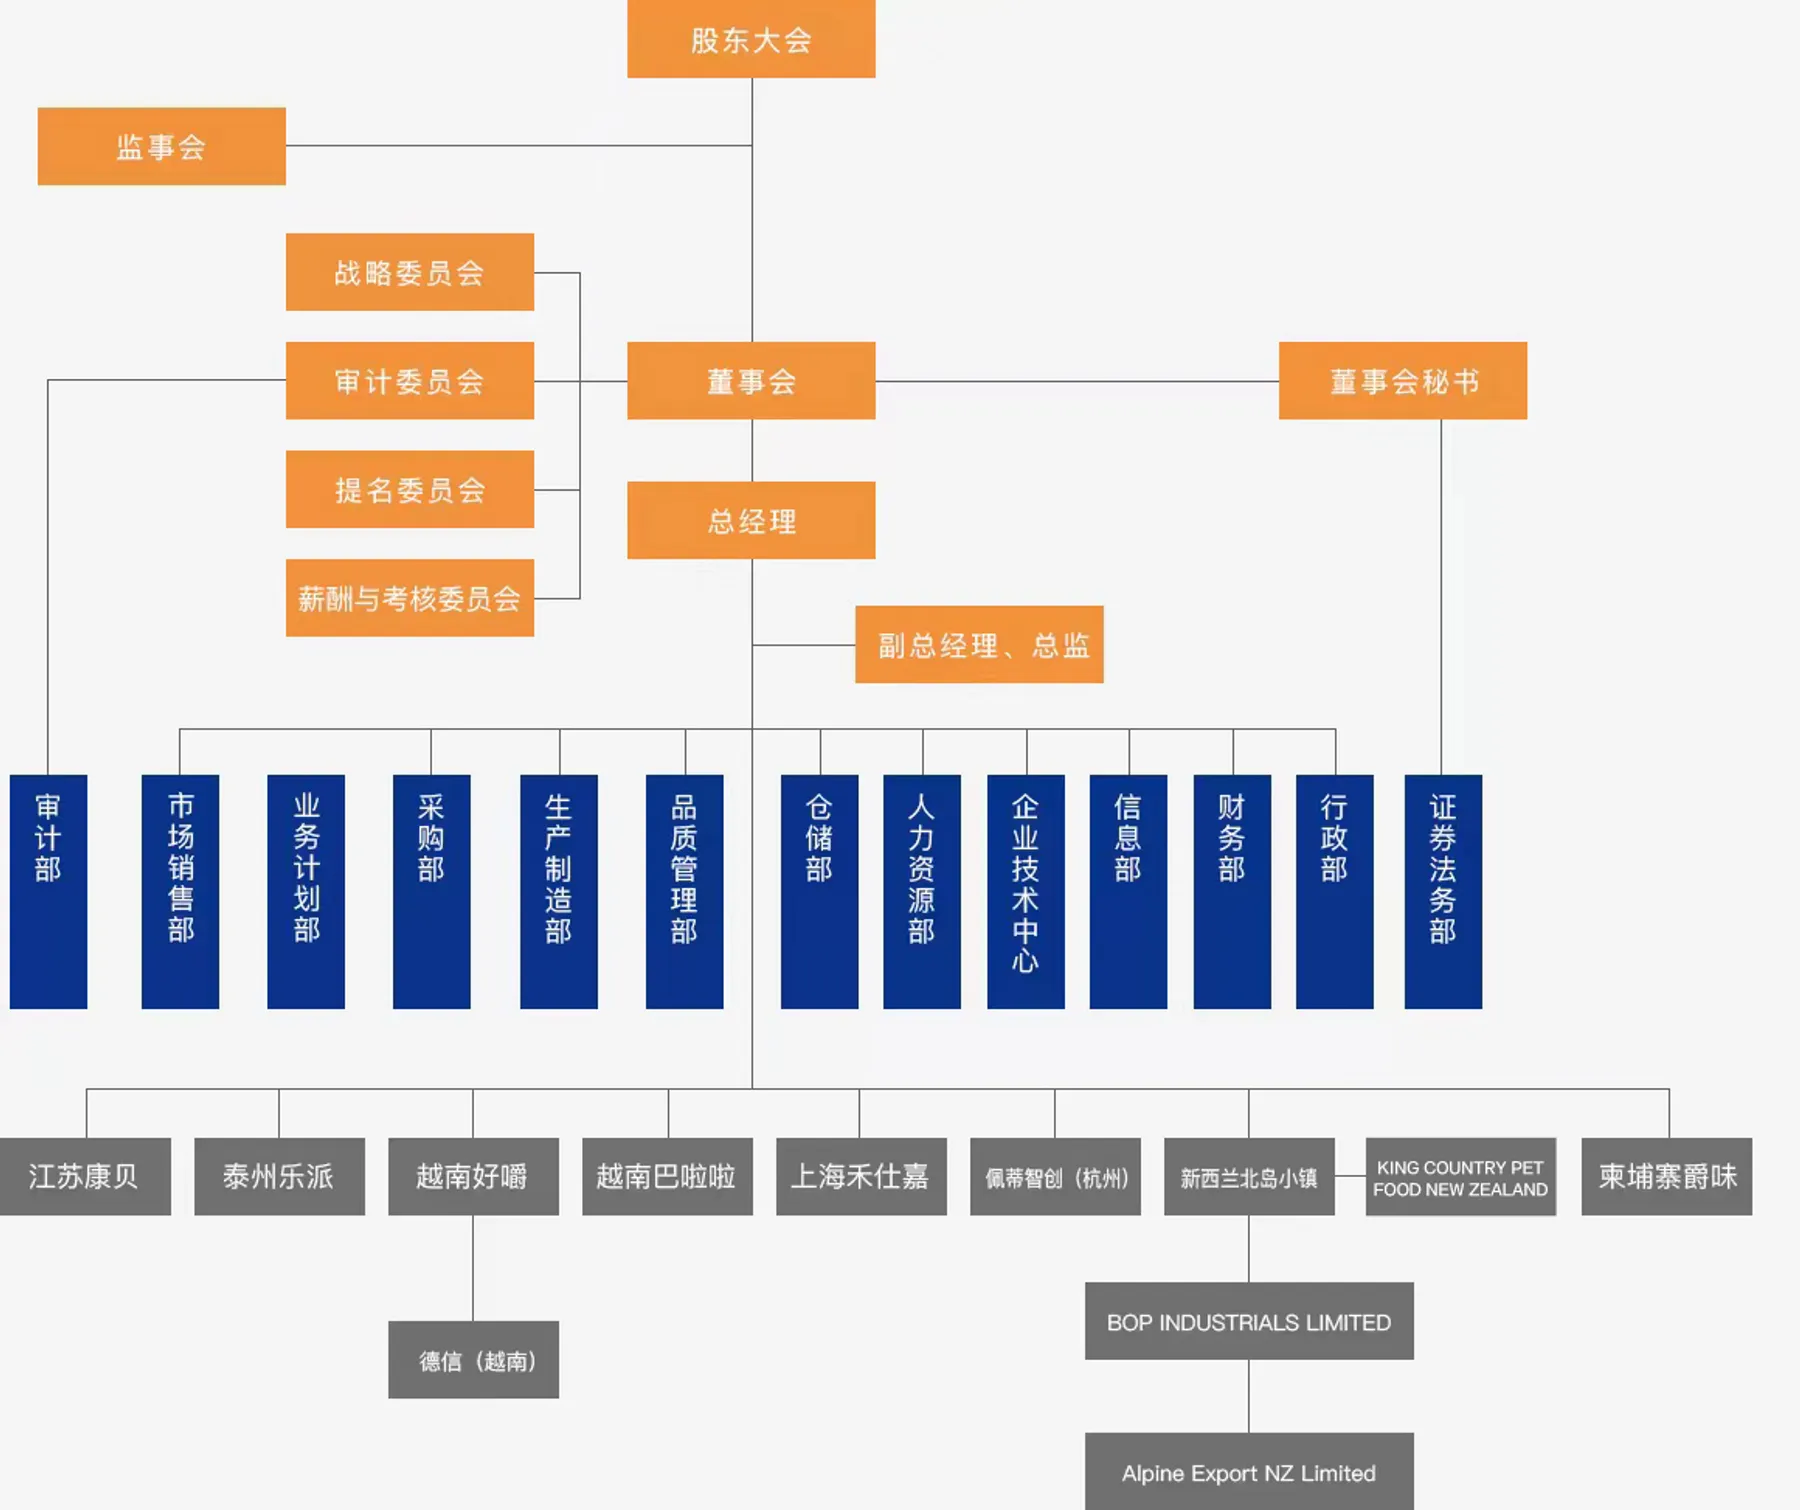 股东大会
监事会
战略委员会
审计委员会
董事会
董事会秘书
提名委员会
总经理
薪酬与考核委员会
副总经理、总监
审计部
市场销售部
业务计划部
采购部
生产制造部
品质管理部
仓储部
人力资源部
企业技术中心
信息部
财务部
行政部
证券法务部
江苏康贝
泰州乐派
越南好嚼
越南巴啦啦
上海禾仕嘉
佩蒂智创（杭州）
新西兰北岛小镇
KING COUNTRY PET
FOOD NEW ZEALAND
柬埔寨爵味
BOP INDUSTRIALS LIMITED
德信（越南）
Alpine Export NZ Limited